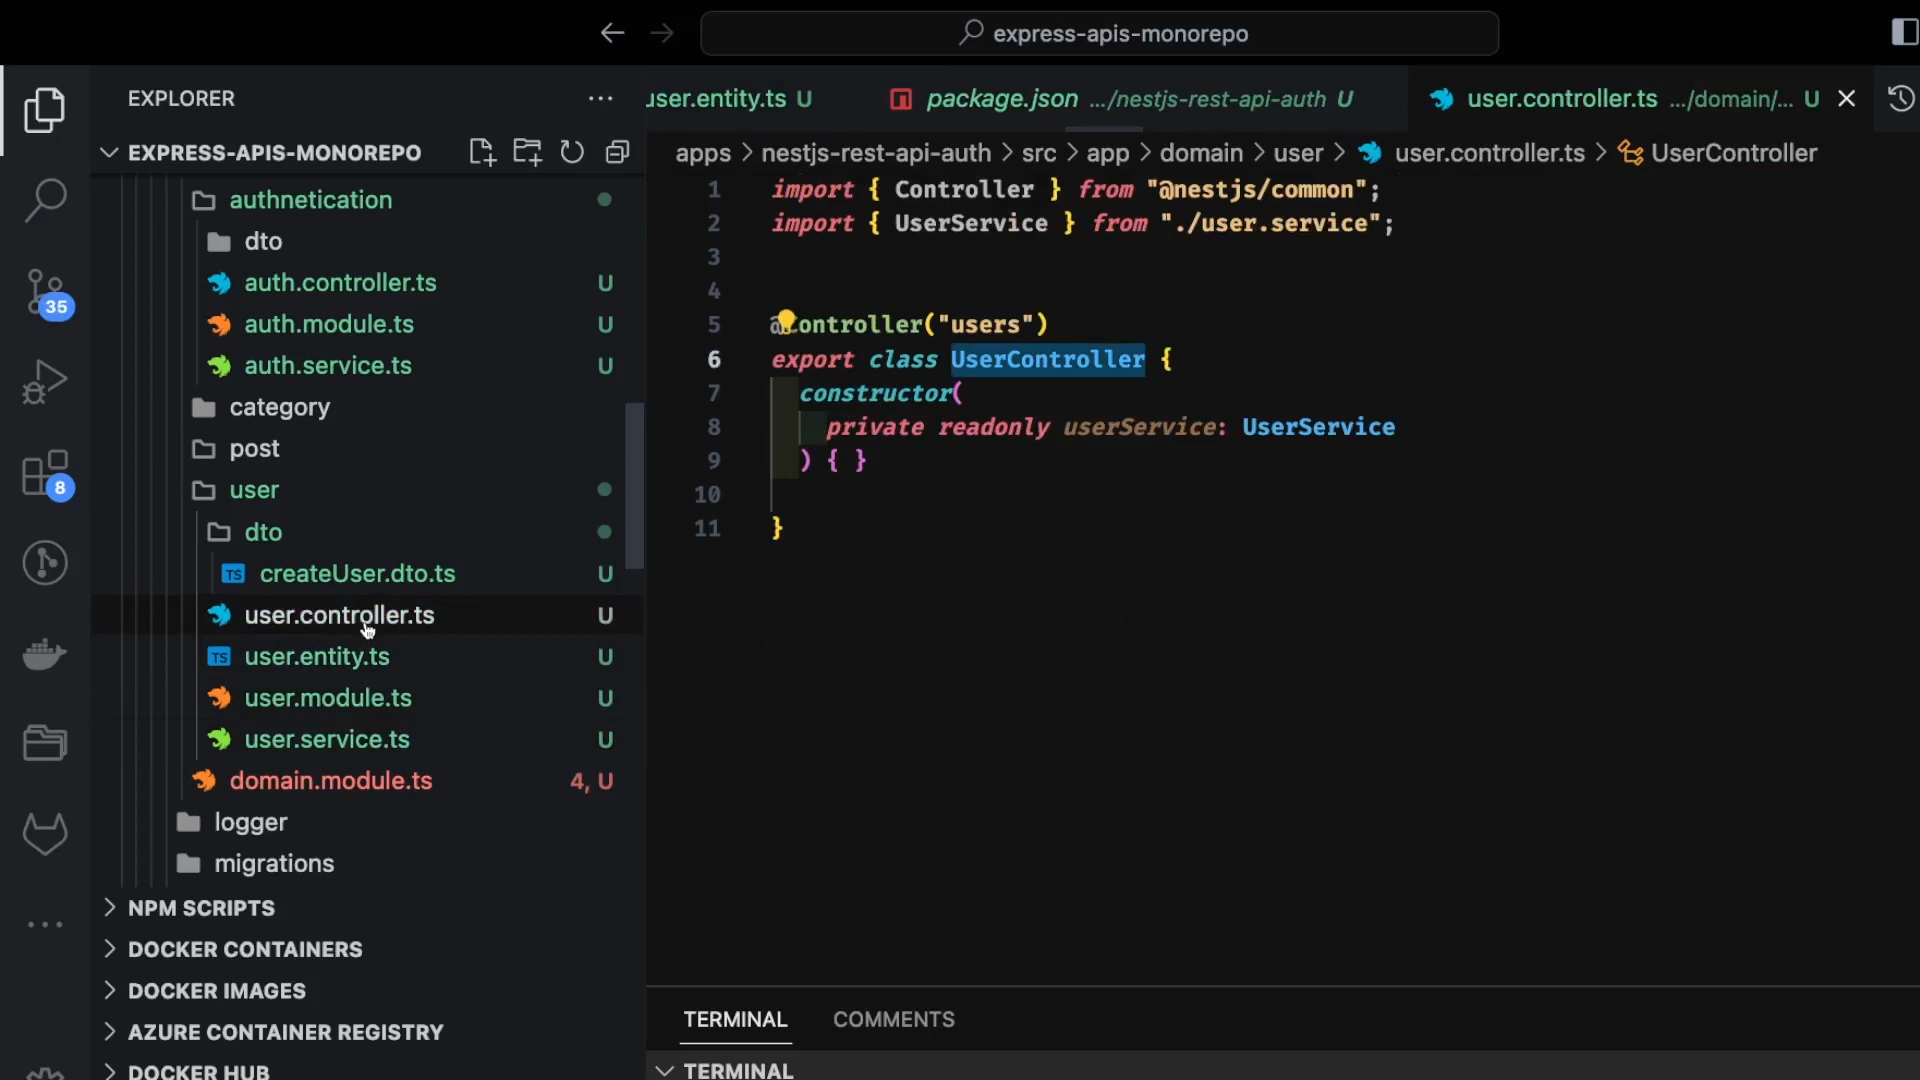 express-apis-monorepo
EXPLORER
EXPRESS-APIS-MONOREPO
authnetication
dto
auth.controller.ts U
auth.module.ts U
auth.service.ts U
category
post
user
dto
TS createUser.dto.ts U
user.controller.ts U
TS user.entity.ts U
user.module.ts U
user.service.ts U
domain.module.ts 4, U
logger
migrations
NPM SCRIPTS
DOCKER CONTAINERS
DOCKER IMAGES
AZURE CONTAINER REGISTRY
DOCKER HUB
35
8
user.entity.ts U
package.json .../nestjs-rest-api-auth U
user.controller.ts .../domain/... U
apps > nestjs-rest-api-auth > src > app > domain > user > user.controller.ts > UserController
1 import { Controller } from "@nestjs/common";
2 import { UserService } from "./user.service";
3
4
5 @Controller("users")
6 export class UserController {
7 constructor(
8 private readonly userService: UserService
9 ) { }
10
11 }
TERMINAL COMMENTS
TERMINAL